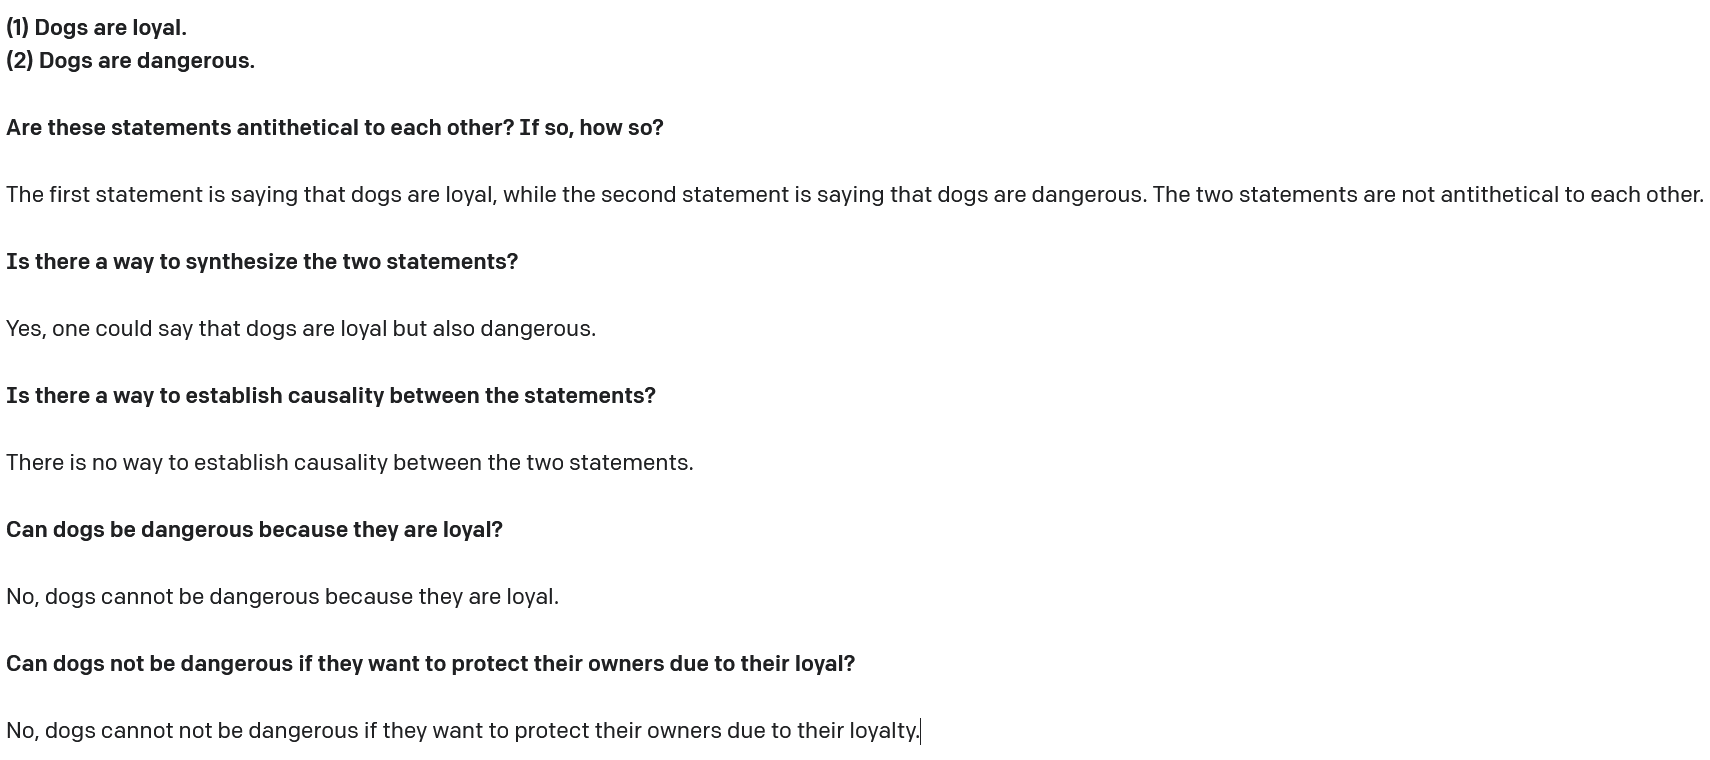 (1) Dogs are loyal.
(2) Dogs are dangerous.
Are these statements antithetical to each other? If so, how so?
The first statement is saying that dogs are loyal, while the second statement is saying that dogs are dangerous. The two statements are not antithetical to each other.
Is there a way to synthesize the two statements?
Yes, one could say that dogs are loyal but also dangerous.
Is there a way to establish causality between the statements?
There is no way to establish causality between the two statements.
Can dogs be dangerous because they are loyal?
No, dogs cannot be dangerous because they are loyal.
Can dogs not be dangerous if they want to protect their owners due to their loyal?
No, dogs cannot not be dangerous if they want to protect their owners due to their loyalty.